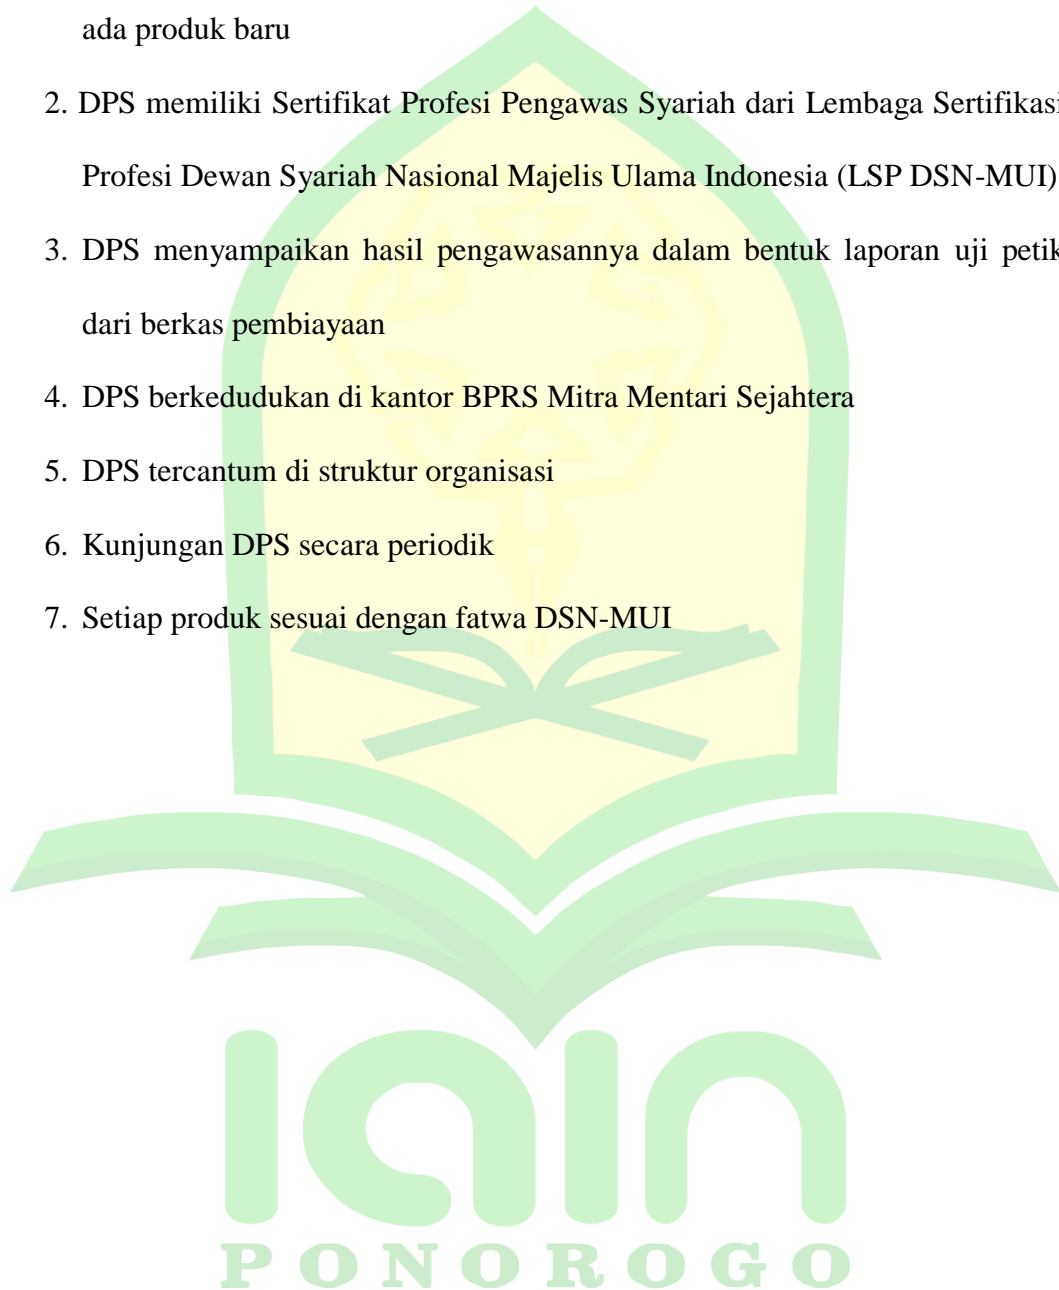 ada produk baru
2. DPS memiliki Sertifikat Profesi Pengawas Syariah dari Lembaga Sertifikasi
Profesi Dewan Syariah Nasional Majelis Ulama Indonesia (LSP DSN-MUI)
3. DPS menyampaikan hasil pengawasannya dalam bentuk laporan uji petik
dari berkas pembiayaan
4. DPS berkedudukan di kantor BPRS Mitra Mentari Sejahtera
5. DPS tercantum di struktur organisasi
6. Kunjungan DPS secara periodik
7. Setiap produk sesuai dengan fatwa DSN-MUI
iain
PONOROGO